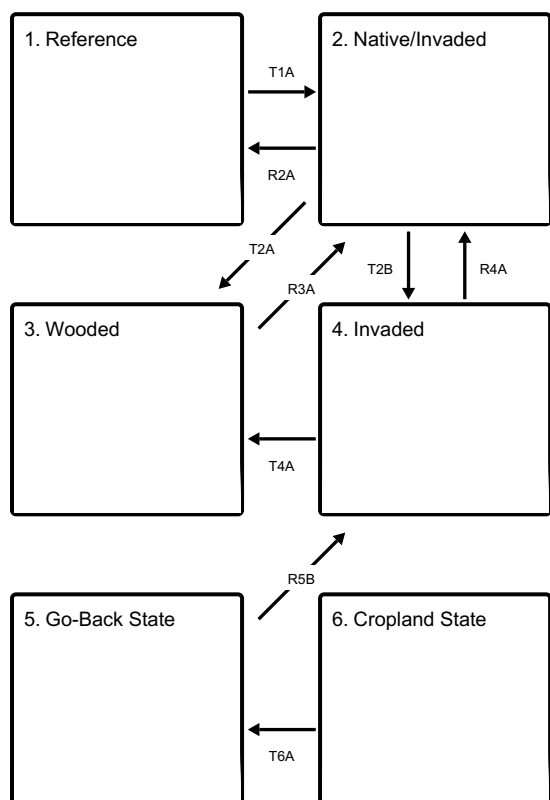 1. Reference
2. Native/Invaded
T1A
R2A
T2A
R3A
T2B
R4A
3. Wooded
4. Invaded
T4A
R5B
5. Go-Back State
6. Cropland State
T6A